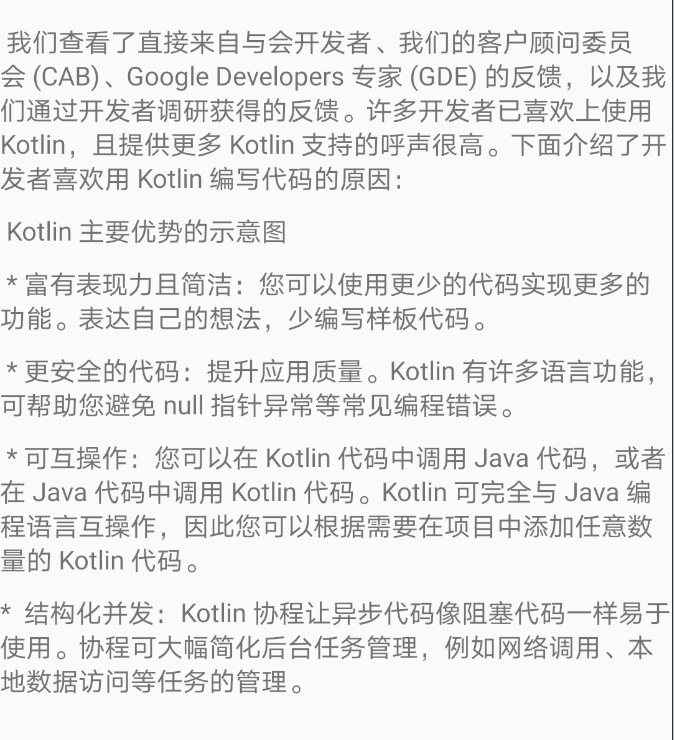 我们查看了直接来自与会开发者、我们的客户顾问委员
会 (CAB)、Google Developers 专家 (GDE) 的反馈，以及我
们通过开发者调研获得的反馈。许多开发者已喜欢上使用
Kotlin，且提供更多 Kotlin 支持的呼声很高。下面介绍了开
发者喜欢用 Kotlin 编写代码的原因：
Kotlin 主要优势的示意图
* 富有表现力且简洁：您可以使用更少的代码实现更多的
功能。表达自己的想法，少编写样板代码。
* 更安全的代码：提升应用质量。Kotlin 有许多语言功能，
可帮助您避免 null 指针异常等常见编程错误。
* 可互操作：您可以在 Kotlin 代码中调用 Java 代码，或者
在 Java 代码中调用 Kotlin 代码。Kotlin 可完全与 Java 编
程语言互操作，因此您可以根据需要在项目中添加任意数
量的 Kotlin 代码。
* 结构化并发：Kotlin 协程让异步代码像阻塞代码一样易于
使用。协程可大幅简化后台任务管理，例如网络调用、本
地数据访问等任务的管理。